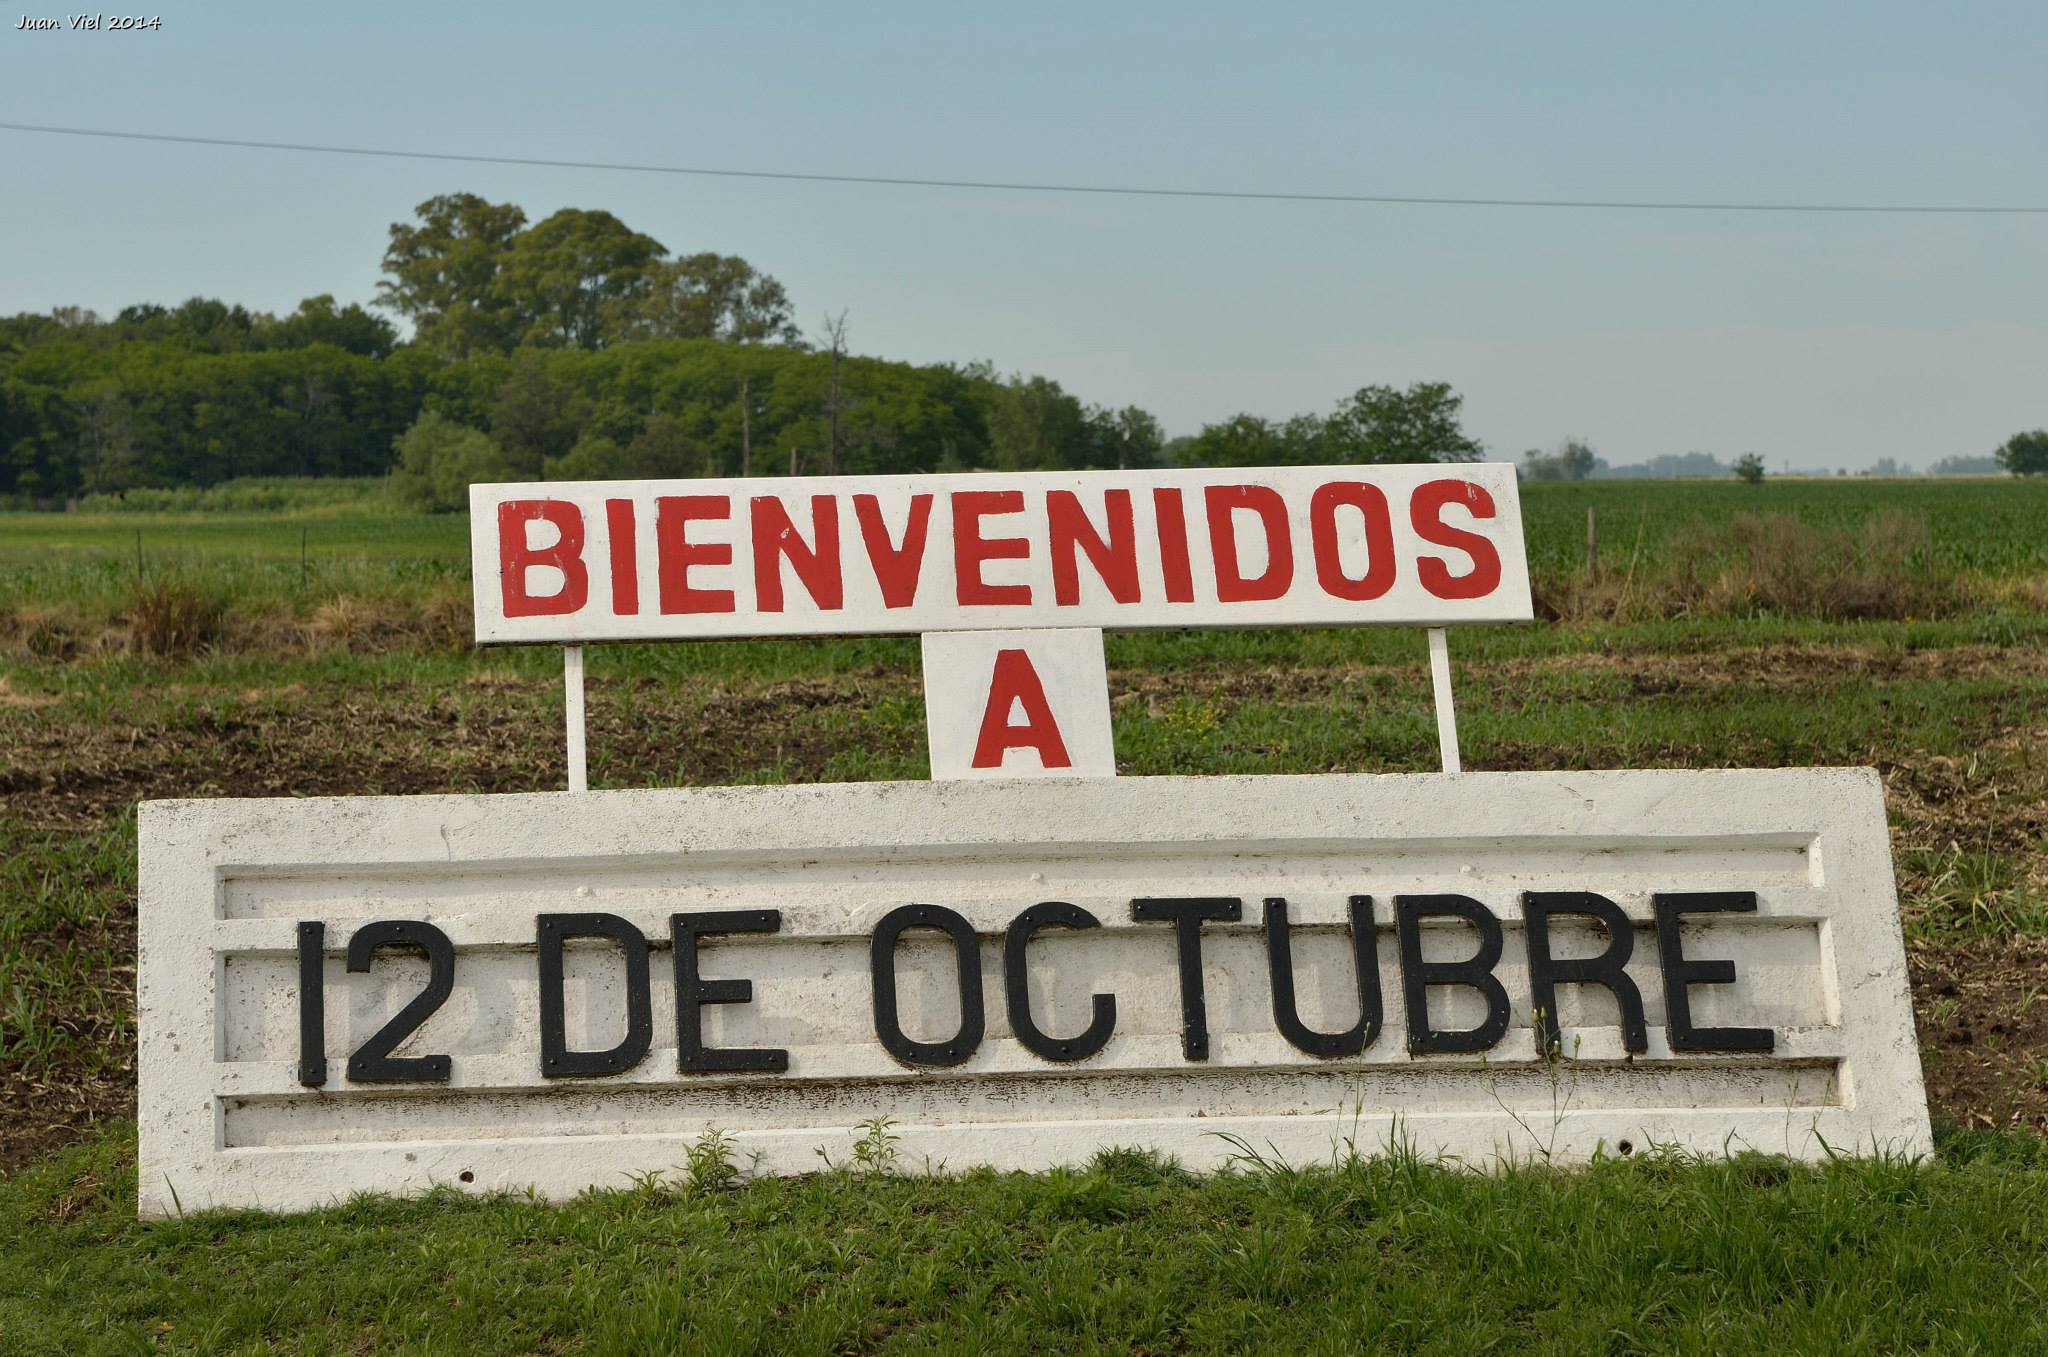 Juan Viel 2014
BIENVENIDOS
A
12 DE OCTUBRE